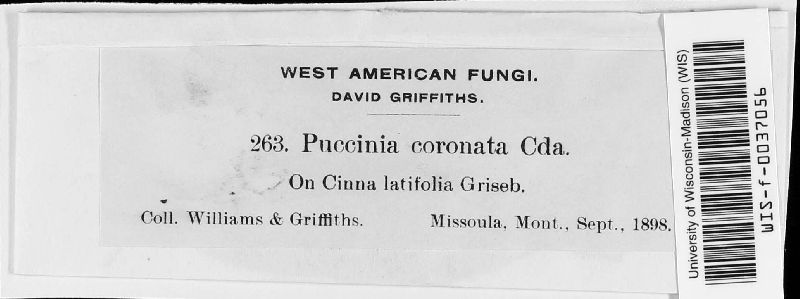 WEST AMERICAN FUNGI.
DAVID GRIFFITHS.
263. Puccinia coronata Cda.
On Cinna latifolia Griseb.
Coll. Williams & Griffiths. Missoula, Mont., Sept., 1898.
University of Wisconsin-Madison (WIS)
WIS-f-0037056